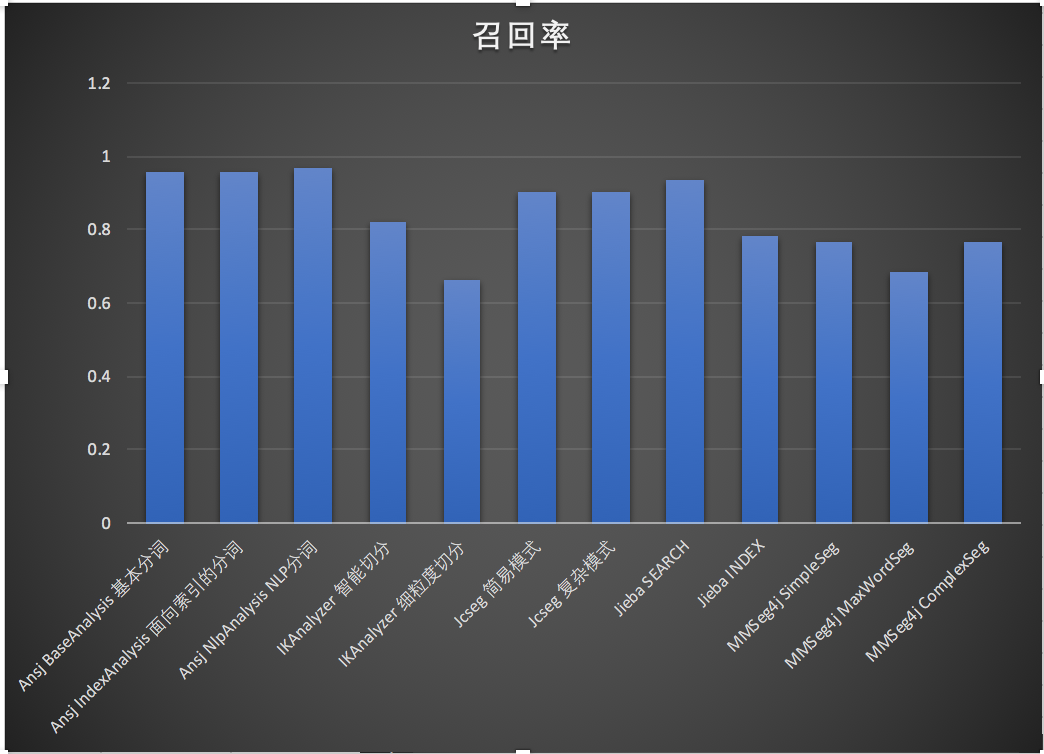 召回率
1.2
1
0.8
0.6
0.4
0.2
0
Ansj BaseAnalysis 基本分词
Ansj IndexAnalysis 面向索引的分词
Ansj NlpAnalysis NLP分词
IKAnalyzer 智能切分
IKAnalyzer 细粒度切分
Jcseg 简易模式
Jcseg 复杂模式
Jieba SEARCH
Jieba INDEX
MMSeg4j SimpleSeg
MMSeg4j MaxWordSeg
MMSeg4j ComplexSeg